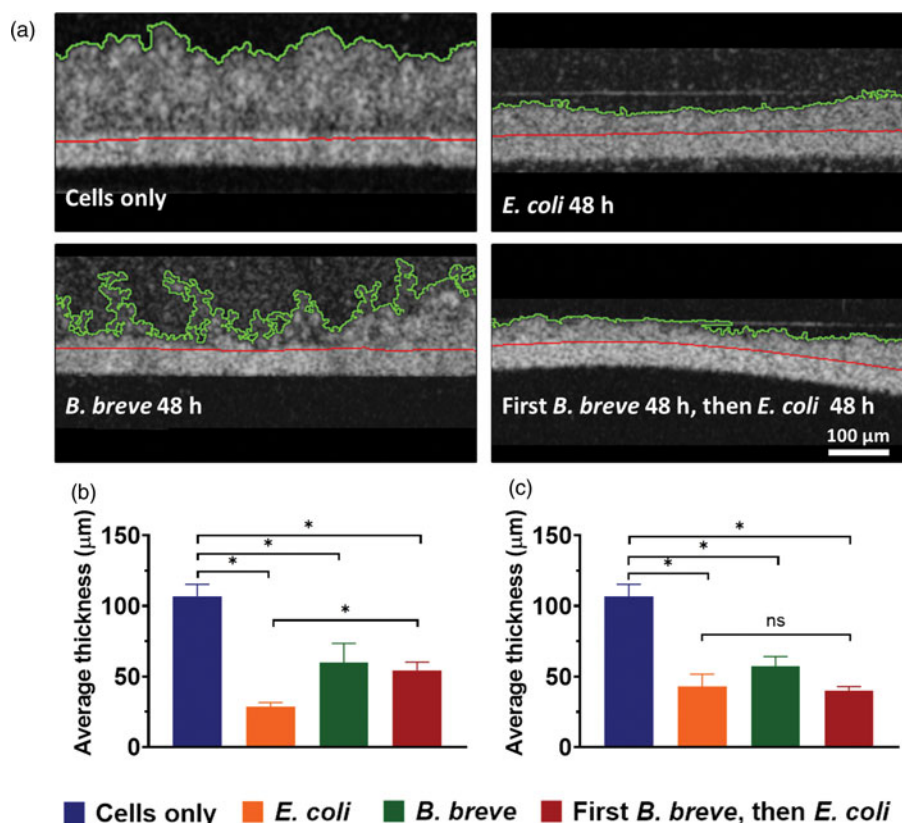 (a)
Cells only
E. coli 48 h
B. breve 48 h
First B. breve 48 h, then E. coli 48 h
100 µm
(b)
Average thickness (µm)
150
100
50
0
*
*
*
*
(c)
Average thickness (µm)
150
100
50
0
*
*
*
ns
Cells only E. coli B. breve First B. breve, then E. coli